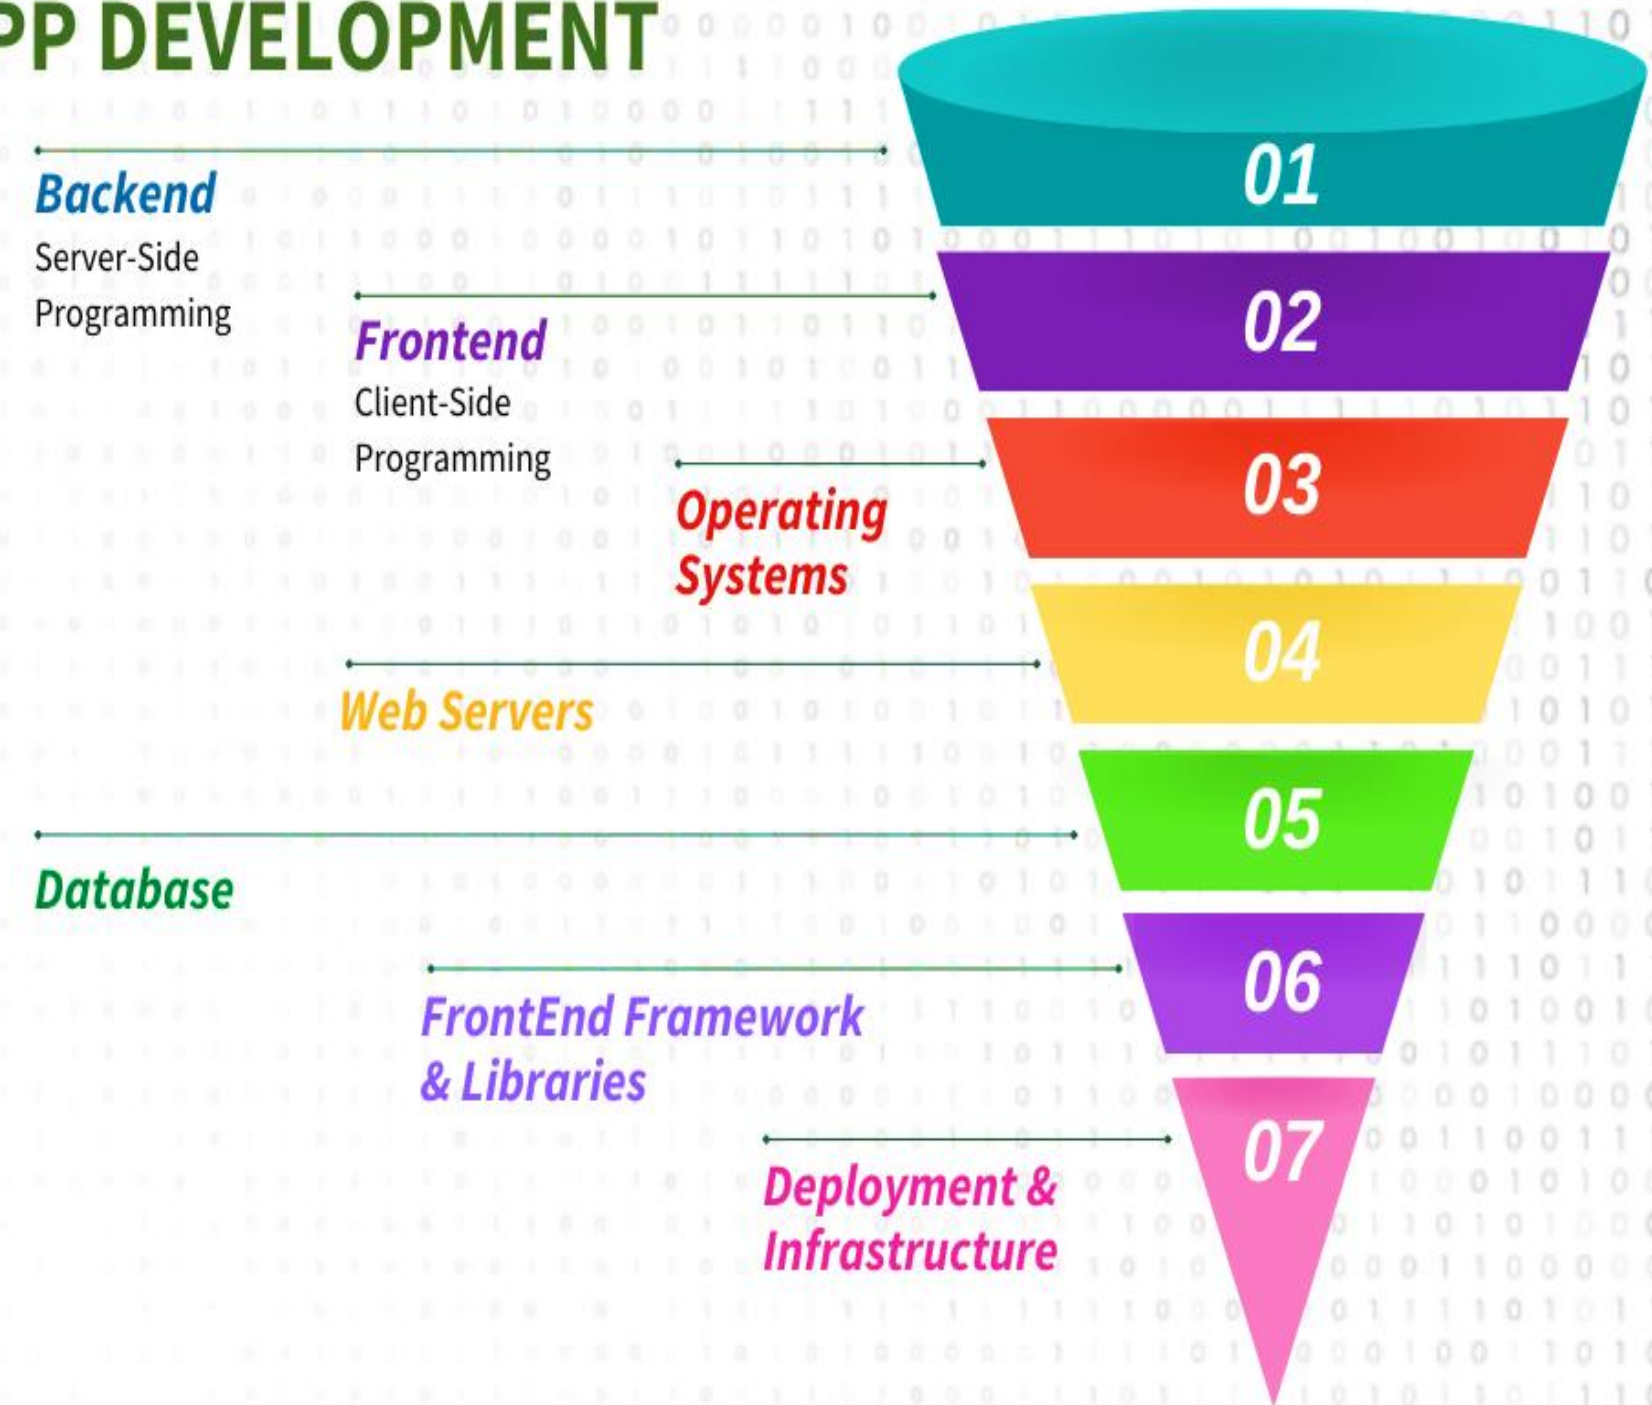 PP DEVELOPMENT
01
Backend
Server-Side
Programming
02
Frontend
Client-Side
Programming
03
Operating
Systems
04
Web Servers
05
Database
06
FrontEnd Framework
& Libraries
07
Deployment &
Infrastructure